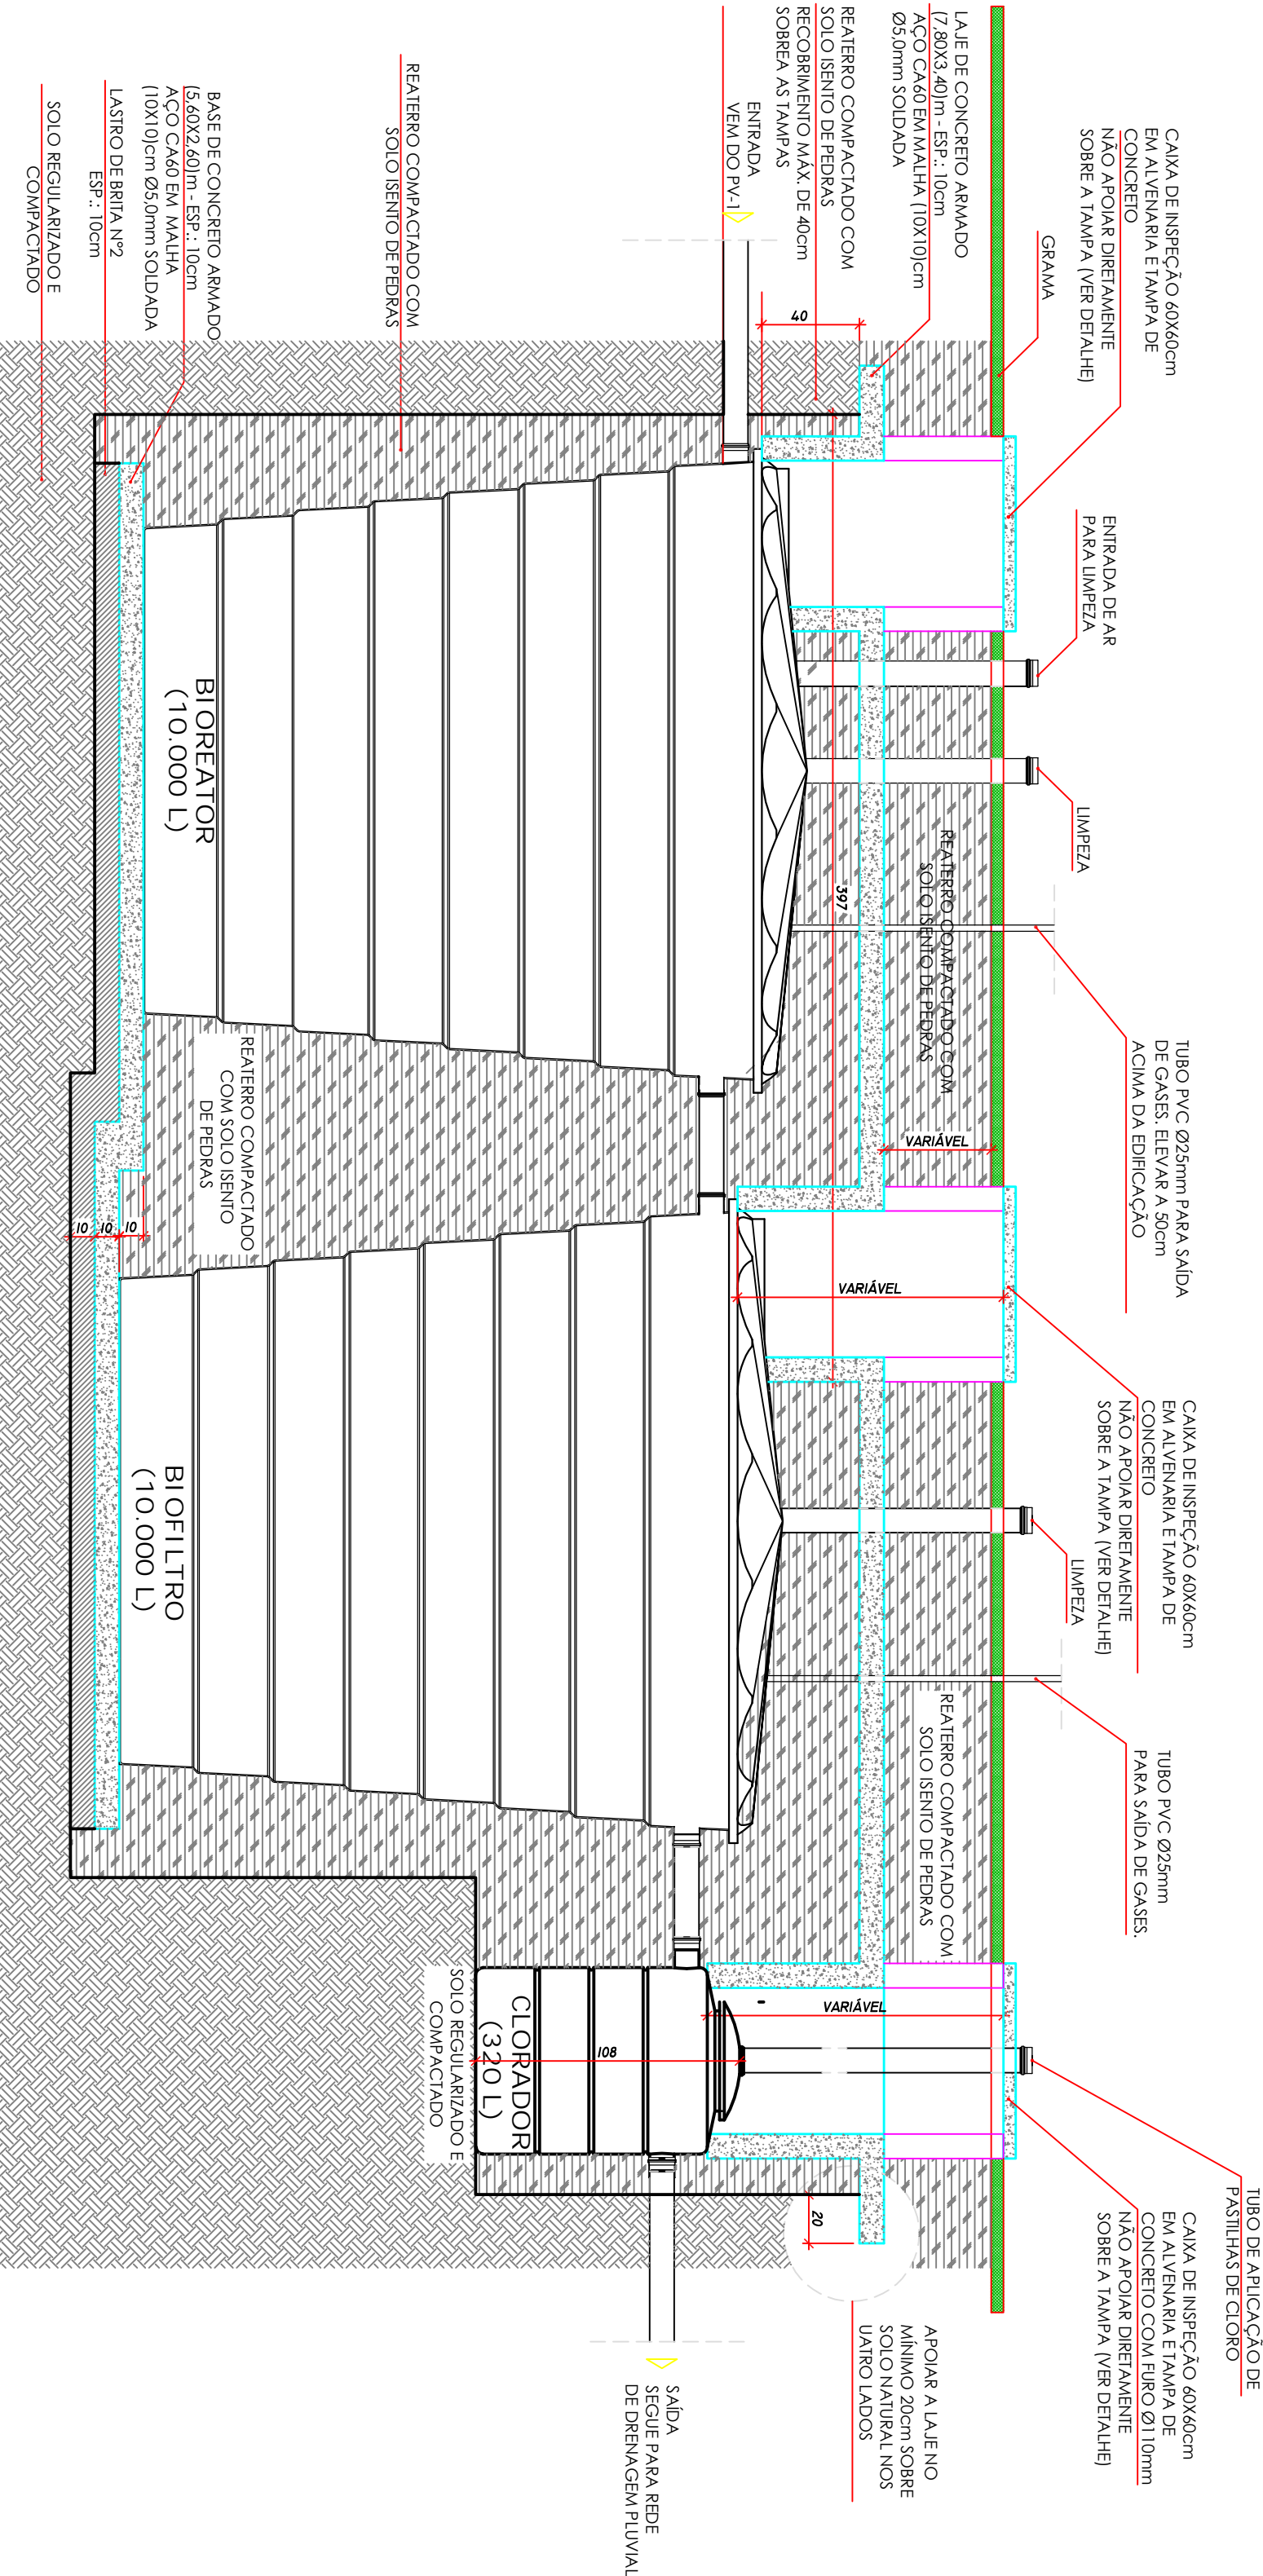 CAIXA DE INSPEÇÃO 60X60cm
EM ALVENARIA E TAMPA DE
CONCRETO
NÃO APOIAR DIRETAMENTE
SOBRE A TAMPA (VER DETALHE)
GRAMA
LAJE DE CONCRETO ARMADO
(7,80X3,40)m - ESP.: 10cm
AÇO CA60 EM MALHA (10X10)cm
Ø5,0mm SOLDADA
REATERRO COMPACTADO COM
SOLO ISENTO DE PEDRAS
RECOBRIMENTO MÁX. DE 40cm
SOBREA AS TAMPAS
ENTRADA
VEM DO PV-1
REATERRO COMPACTADO COM
SOLO ISENTO DE PEDRAS
BASE DE CONCRETO ARMADO
(5,60X2,60)m - ESP.: 10cm
AÇO CA60 EM MALHA
(10X10)cm Ø5,0mm SOLDADA
LASTRO DE BRITA Nº2
ESP.: 10cm
SOLO REGULARIZADO E
COMPACTADO
40
ENTRADA DE AR
PARA LIMPEZA
LIMPEZA
REATERRO COMPACTADO COM
SOLO ISENTO DE PEDRAS
397
BIOREATOR
(10.000 L)
TUBO PVC Ø25mm PARA SAÍDA
DE GASES. ELEVAR A 50cm
ACIMA DA EDIFICAÇÃO
VARIÁVEL
REATERRO COMPACTADO
COM SOLO ISENTO
DE PEDRAS
10
10
10
VARIÁVEL
CAIXA DE INSPEÇÃO 60X60cm
EM ALVENARIA E TAMPA DE
CONCRETO
NÃO APOIAR DIRETAMENTE
SOBRE A TAMPA (VER DETALHE)
LIMPEZA
BIOFILTRO
(10.000 L)
TUBO PVC Ø25mm
PARA SAÍDA DE GASES.
REATERRO COMPACTADO COM
SOLO ISENTO DE PEDRAS
VARIÁVEL
108
CLORADOR
(320 L)
SOLO REGULARIZADO E
COMPACTADO
20
TUBO DE APLICAÇÃO DE
PASTILHAS DE CLORO
CAIXA DE INSPEÇÃO 60X60cm
EM ALVENARIA E TAMPA DE
CONCRETO COM FURO Ø110mm
NÃO APOIAR DIRETAMENTE
SOBRE A TAMPA (VER DETALHE)
APOIAR A LAJE NO
MÍNIMO 20cm SOBRE
SOLO NATURAL NOS
UATRO LADOS
SAÍDA
SEGUE PARA REDE
DE DRENAGEM PLUVIAL